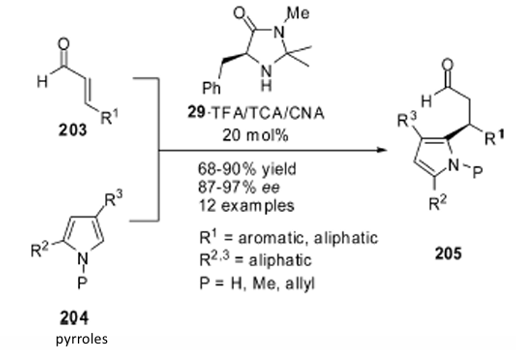 O
H
R¹
203
R³
R²
N
P
204
pyrroles
O
N
Me
N
H
Ph
29-TFA/TCA/CNA
20 mol%
68-90% yield
87-97% ee
12 examples
R¹ = aromatic, aliphatic
R²,³ = aliphatic
P = H, Me, allyl
O
H
R³
R¹
N
P
R²
205